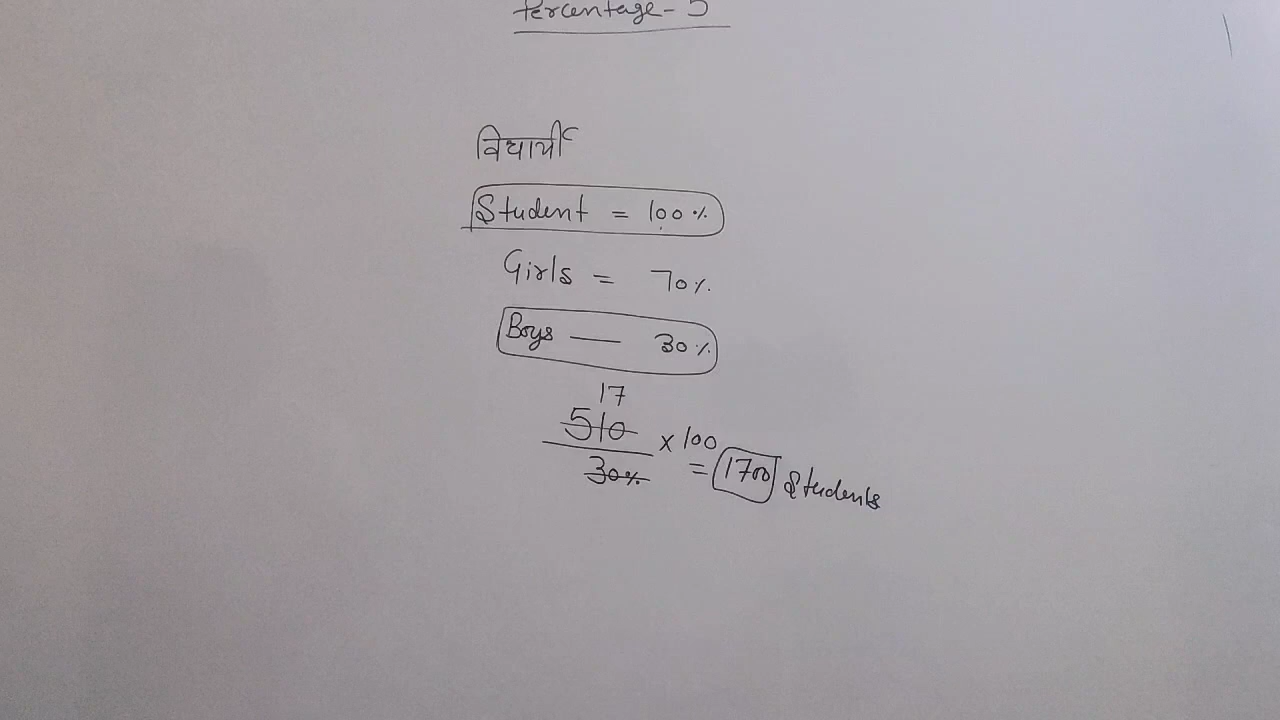 Percentage - 5
विद्यार्थी
Student = 100%
Girls = 70%
Boys — 30%
17
510 × 100
30% = 1700 Students